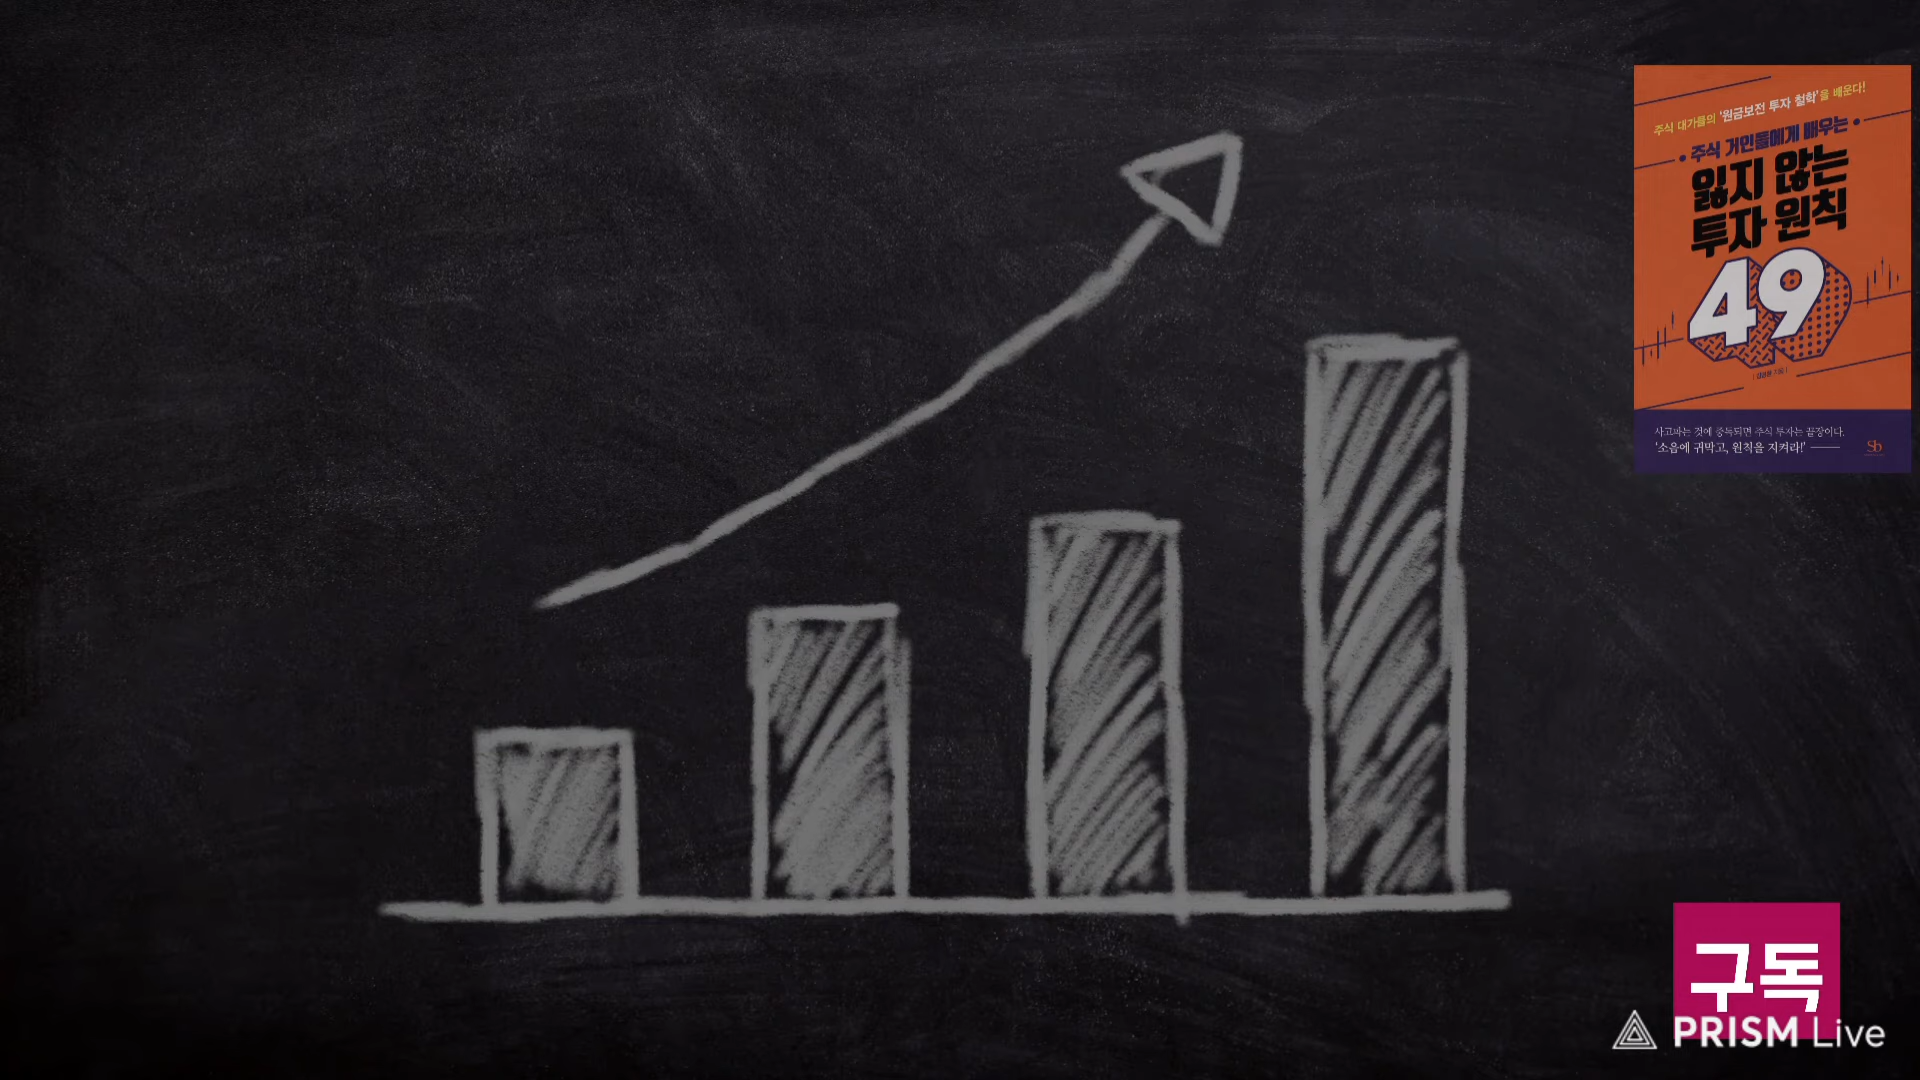 주식 대가들의 '원금보전 투자 철학'을 배운다!
• 주식 거인들에게 배우는 •
잃지 않는
투자 원칙
49
사고파는 것에 중독되면 주식 투자는 끝장이다.
'소음에 귀막고, 원칙을 지켜라!'
Sb
구독
PRISM Live